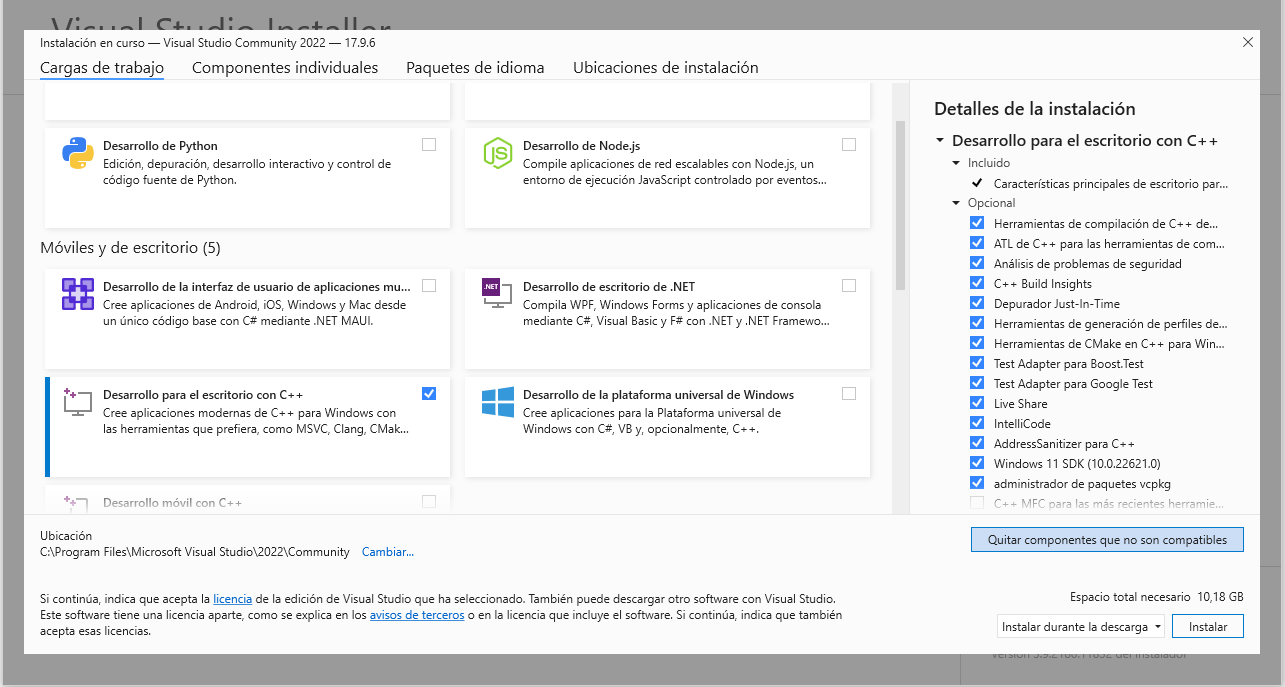 Visual Studio Installer
Instalación en curso — Visual Studio Community 2022 — 17.9.6
Cargas de trabajo
Componentes individuales
Paquetes de idioma
Ubicaciones de instalación
Desarrollo de Python
Edición, depuración, desarrollo interactivo y control de
código fuente de Python.
Desarrollo de Node.js
Compile aplicaciones de red escalables con Node.js, un
entorno de ejecución JavaScript controlado por eventos...
Móviles y de escritorio (5)
Desarrollo de la interfaz de usuario de aplicaciones mu...
Cree aplicaciones de Android, iOS, Windows y Mac desde
un único código base con C# mediante .NET MAUI.
.NET
Desarrollo de escritorio de .NET
Compila WPF, Windows Forms y aplicaciones de consola
mediante C#, Visual Basic y F# con .NET y .NET Framewo...
Desarrollo para el escritorio con C++
Cree aplicaciones modernas de C++ para Windows con
las herramientas que prefiera, como MSVC, Clang, CMak...
Desarrollo de la plataforma universal de Windows
Cree aplicaciones para la Plataforma universal de
Windows con C#, VB y, opcionalmente, C++.
Desarrollo móvil con C++
Detalles de la instalación
Desarrollo para el escritorio con C++
Incluido
Características principales de escritorio par...
Opcional
Herramientas de compilación de C++ de...
ATL de C++ para las herramientas de com...
Análisis de problemas de seguridad
C++ Build Insights
Depurador Just-In-Time
Herramientas de generación de perfiles de...
Herramientas de CMake en C++ para Win...
Test Adapter para Boost.Test
Test Adapter para Google Test
Live Share
IntelliCode
AddressSanitizer para C++
Windows 11 SDK (10.0.22621.0)
administrador de paquetes vcpkg
C++ MFC para las más recientes herramie...
Ubicación
C:\Program Files\Microsoft Visual Studio\2022\Community Cambiar...
Quitar componentes que no son compatibles
Si continúa, indica que acepta la licencia de la edición de Visual Studio que ha seleccionado. También puede descargar otro software con Visual Studio.
Este software tiene una licencia aparte, como se explica en los avisos de terceros o en la licencia que incluye el software. Si continúa, indica que también
acepta esas licencias.
Espacio total necesario 10,18 GB
Instalar durante la descarga
Instalar